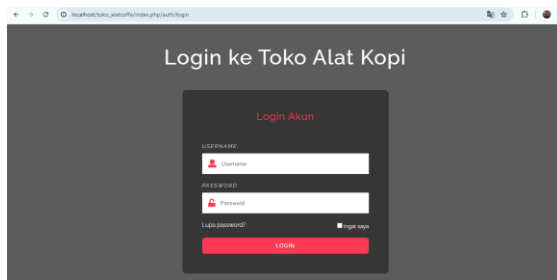 localhost/toko_alatcoffe/index.php/auth/login
Login ke Toko Alat Kopi
Login Akun
USERNAME:
Username
PASSWORD:
Password
Lupa password?
Ingat saya
LOGIN